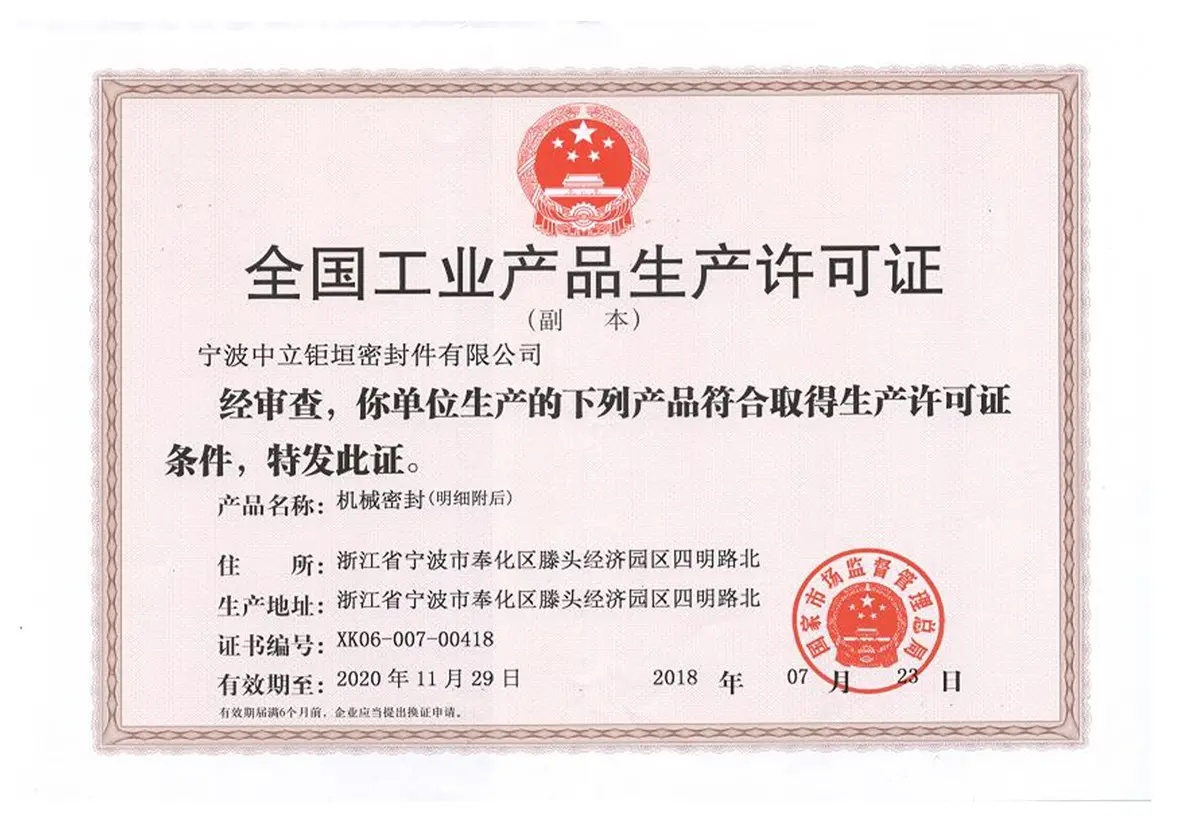 全国工业产品生产许可证
(副 本)
宁波中立钜垣密封件有限公司
经审查，你单位生产的下列产品符合取得生产许可证
条件，特发此证。
产品名称：机械密封(明细附后)
住 所：浙江省宁波市奉化区滕头经济园区四明路北
生产地址：浙江省宁波市奉化区滕头经济园区四明路北
证书编号：XK06-007-00418
有效期至：2020 年 11 月 29 日
2018 年 07 月 23 日
有效期届满6个月前，企业应当提出换证申请。
国家市场监督管理总局